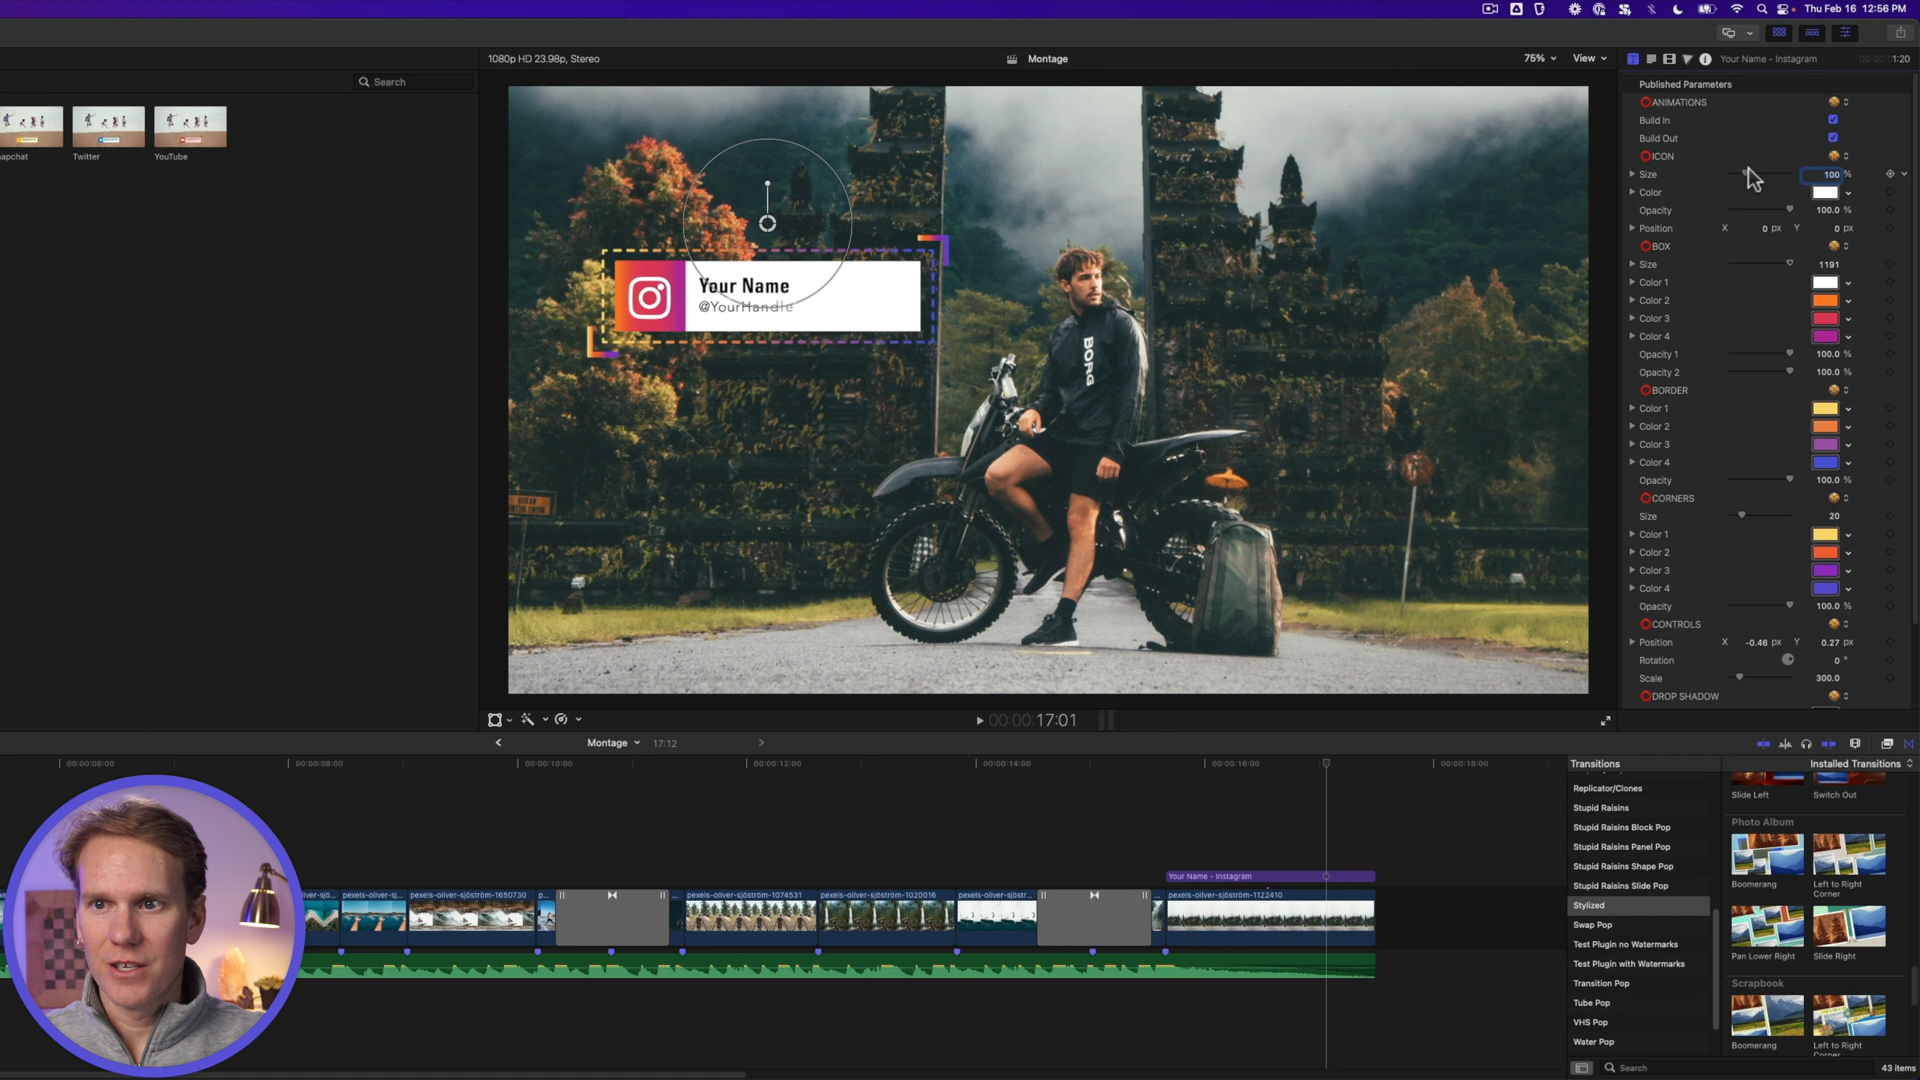 Thu Feb 16 12:56 PM
1080p HD 23.98p, Stereo
Montage
75%
View
Your Name - Instagram
1:20
Search
apchat
Twitter
YouTube
Your Name
@YourHandle
BORG
Published Parameters
ANIMATIONS
Build In
Build Out
ICON
Size 100 %
Color
Opacity 100.0 %
Position X 0 px Y 0 px
BOX
Size 1191
Color 1
Color 2
Color 3
Color 4
Opacity 1 100.0 %
Opacity 2 100.0 %
BORDER
Color 1
Color 2
Color 3
Color 4
Opacity 100.0 %
CORNERS
Size 20
Color 1
Color 2
Color 3
Color 4
Opacity 100.0 %
CONTROLS
Position X -0.46 px Y 0.27 px
Rotation 0 °
Scale 300.0
DROP SHADOW
00:00:17:01
Montage 17:12
00:00:06:00
00:00:08:00
00:00:10:00
00:00:12:00
00:00:14:00
00:00:16:00
00:00:18:00
Your Name - Instagram
pexels-oliver-sj...
pexels-oliver-sjöström-1650730
p...
pexels-oliver-sjöström-1074531
pexels-oliver-sjöström-1020016
pexels-oliver-sjöstr...
pexels-oliver-sjöström-1122410
Transitions
Installed Transitions
Replicator/Clones
Stupid Raisins
Stupid Raisins Block Pop
Stupid Raisins Panel Pop
Stupid Raisins Shape Pop
Stupid Raisins Slide Pop
Stylized
Swap Pop
Test Plugin no Watermarks
Test Plugin with Watermarks
Transition Pop
Tube Pop
VHS Pop
Water Pop
Slide Left
Switch Out
Photo Album
Boomerang
Left to Right Corner
Pan Lower Right
Slide Right
Scrapbook
Boomerang
Left to Right Corner
Search
43 items